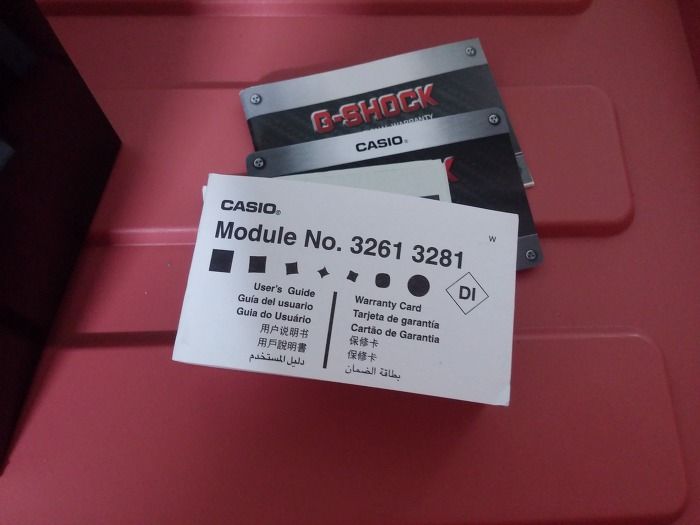 G-SHOCK
WARRANTY
CASIO®
CASIO®
Module No. 3261 3281
W
DI
User's Guide
Guía del usuario
Guia do Usuário
用户说明书
用戶說明書
دليل المستخدم
Warranty Card
Tarjeta de garantía
Cartão de Garantia
保修卡
保修卡
بطاقة الضمان